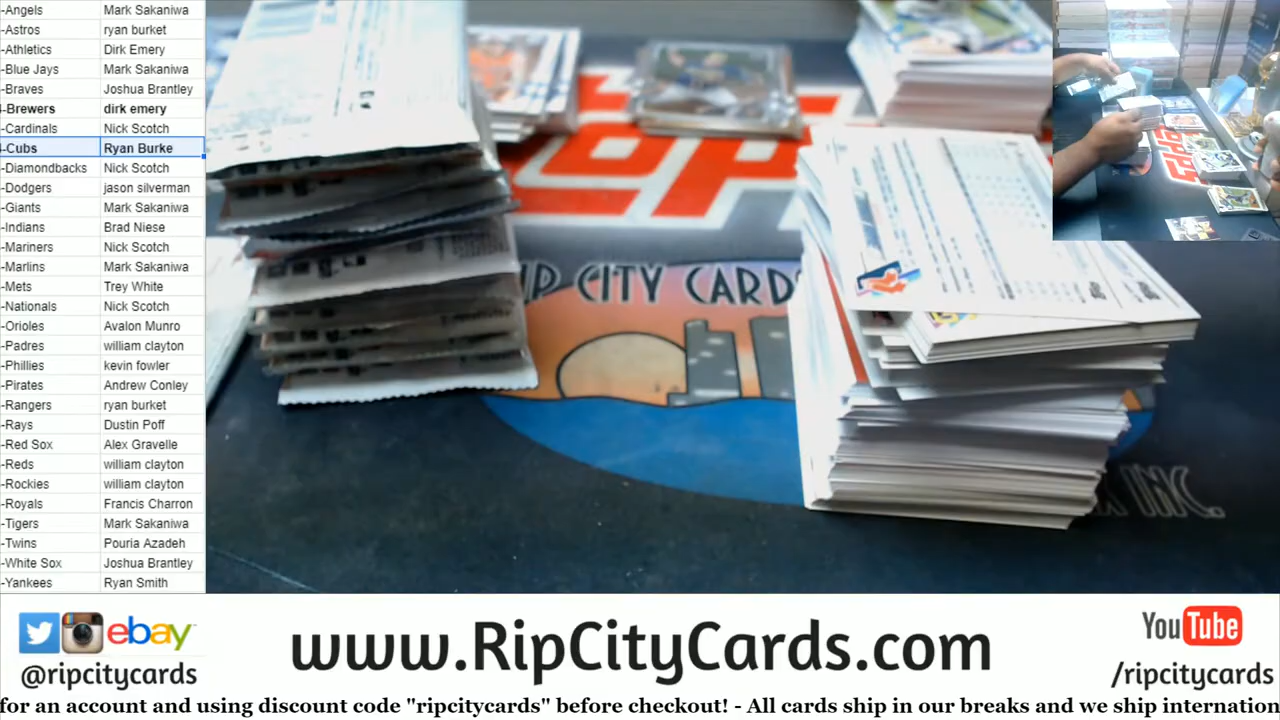 -Angels Mark Sakaniwa
-Astros ryan burket
-Athletics Dirk Emery
-Blue Jays Mark Sakaniwa
-Braves Joshua Brantley
-Brewers dirk emery
-Cardinals Nick Scotch
-Cubs Ryan Burke
-Diamondbacks Nick Scotch
-Dodgers jason silverman
-Giants Mark Sakaniwa
-Indians Brad Niese
-Mariners Nick Scotch
-Marlins Mark Sakaniwa
-Mets Trey White
-Nationals Nick Scotch
-Orioles Avalon Munro
-Padres william clayton
-Phillies kevin fowler
-Pirates Andrew Conley
-Rangers ryan burket
-Rays Dustin Poff
-Red Sox Alex Gravelle
-Reds william clayton
-Rockies william clayton
-Royals Francis Charron
-Tigers Mark Sakaniwa
-Twins Pouria Azadeh
-White Sox Joshua Brantley
-Yankees Ryan Smith
IP CITY CARDS
INC.
ebay
@ripcitycards
www.RipCityCards.com
YouTube
/ripcitycards
for an account and using discount code "ripcitycards" before checkout! - All cards ship in our breaks and we ship internation